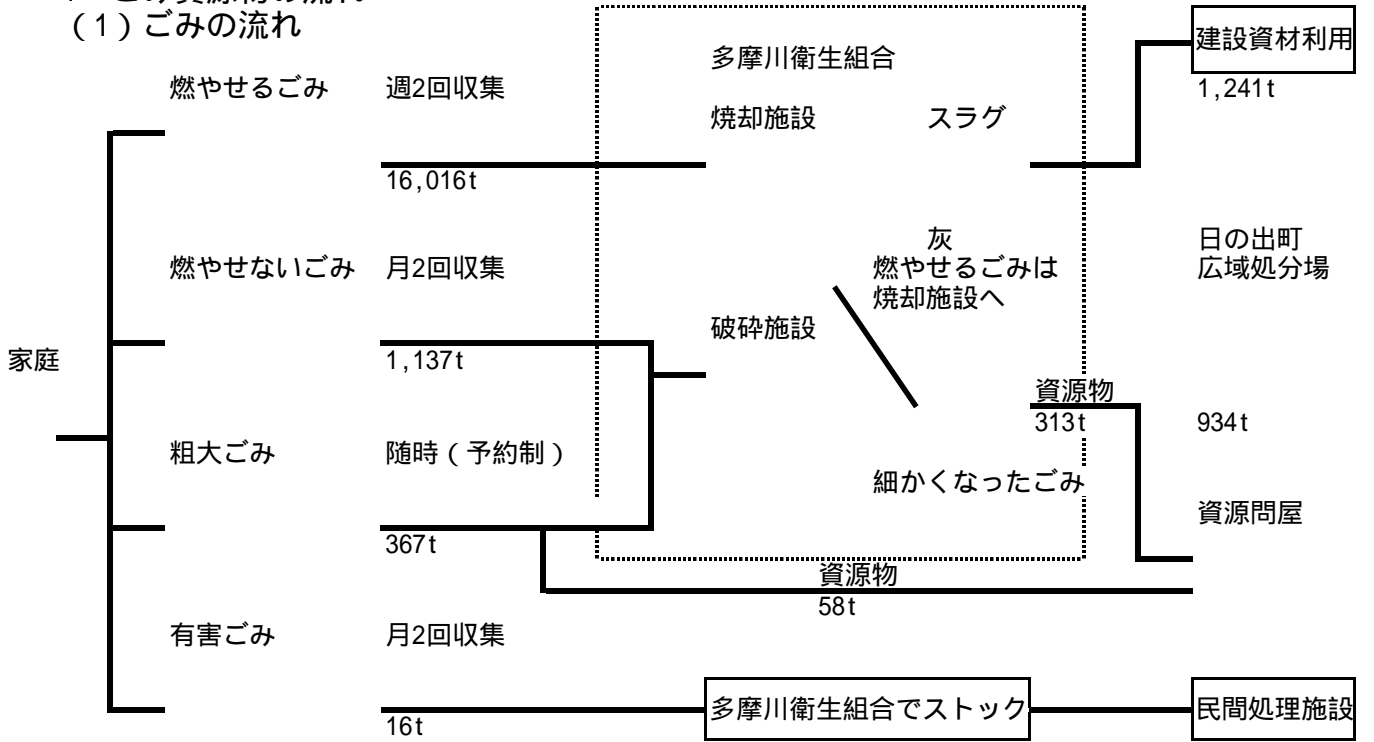 (1)ごみの流れ
建設資材利用
1,241t
多摩川衛生組合
燃やせるごみ 週2回収集
焼却施設 スラグ
16,016t
灰
燃やせるごみは
焼却施設へ
日の出町
広域処分場
燃やせないごみ 月2回収集
破砕施設
家庭
1,137t
資源物
313t
934t
粗大ごみ 随時(予約制)
細かくなったごみ
資源問屋
367t
資源物
58t
有害ごみ 月2回収集
16t
多摩川衛生組合でストック
民間処理施設